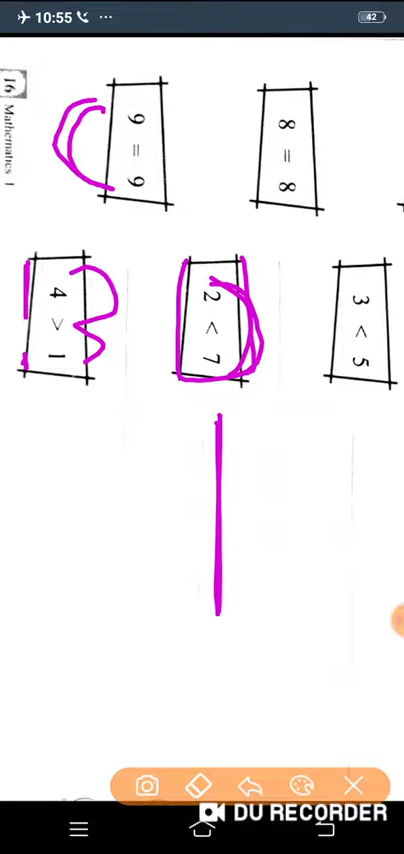 10:55 ...
42
3 < 5
8 = 8
2 < 7
9 = 9
4 > 1
16 Mathematics 1
DU RECORDER